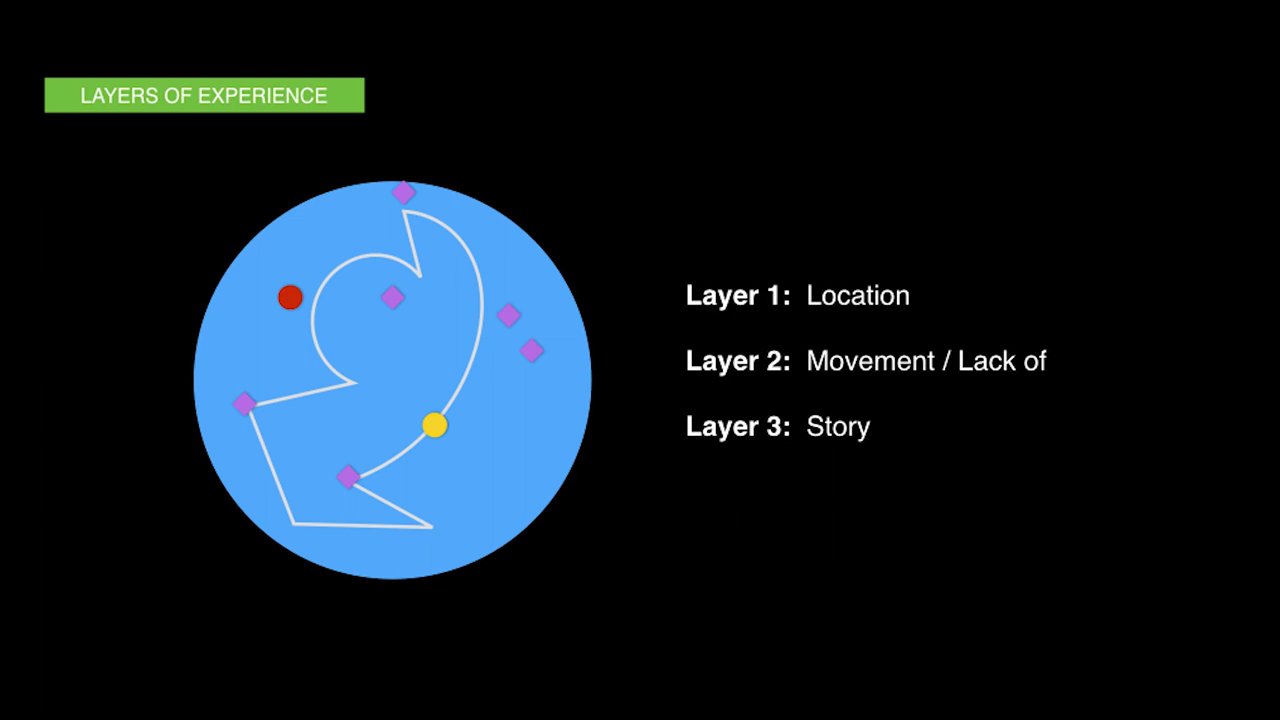 LAYERS OF EXPERIENCE
Layer 1: Location
Layer 2: Movement / Lack of
Layer 3: Story